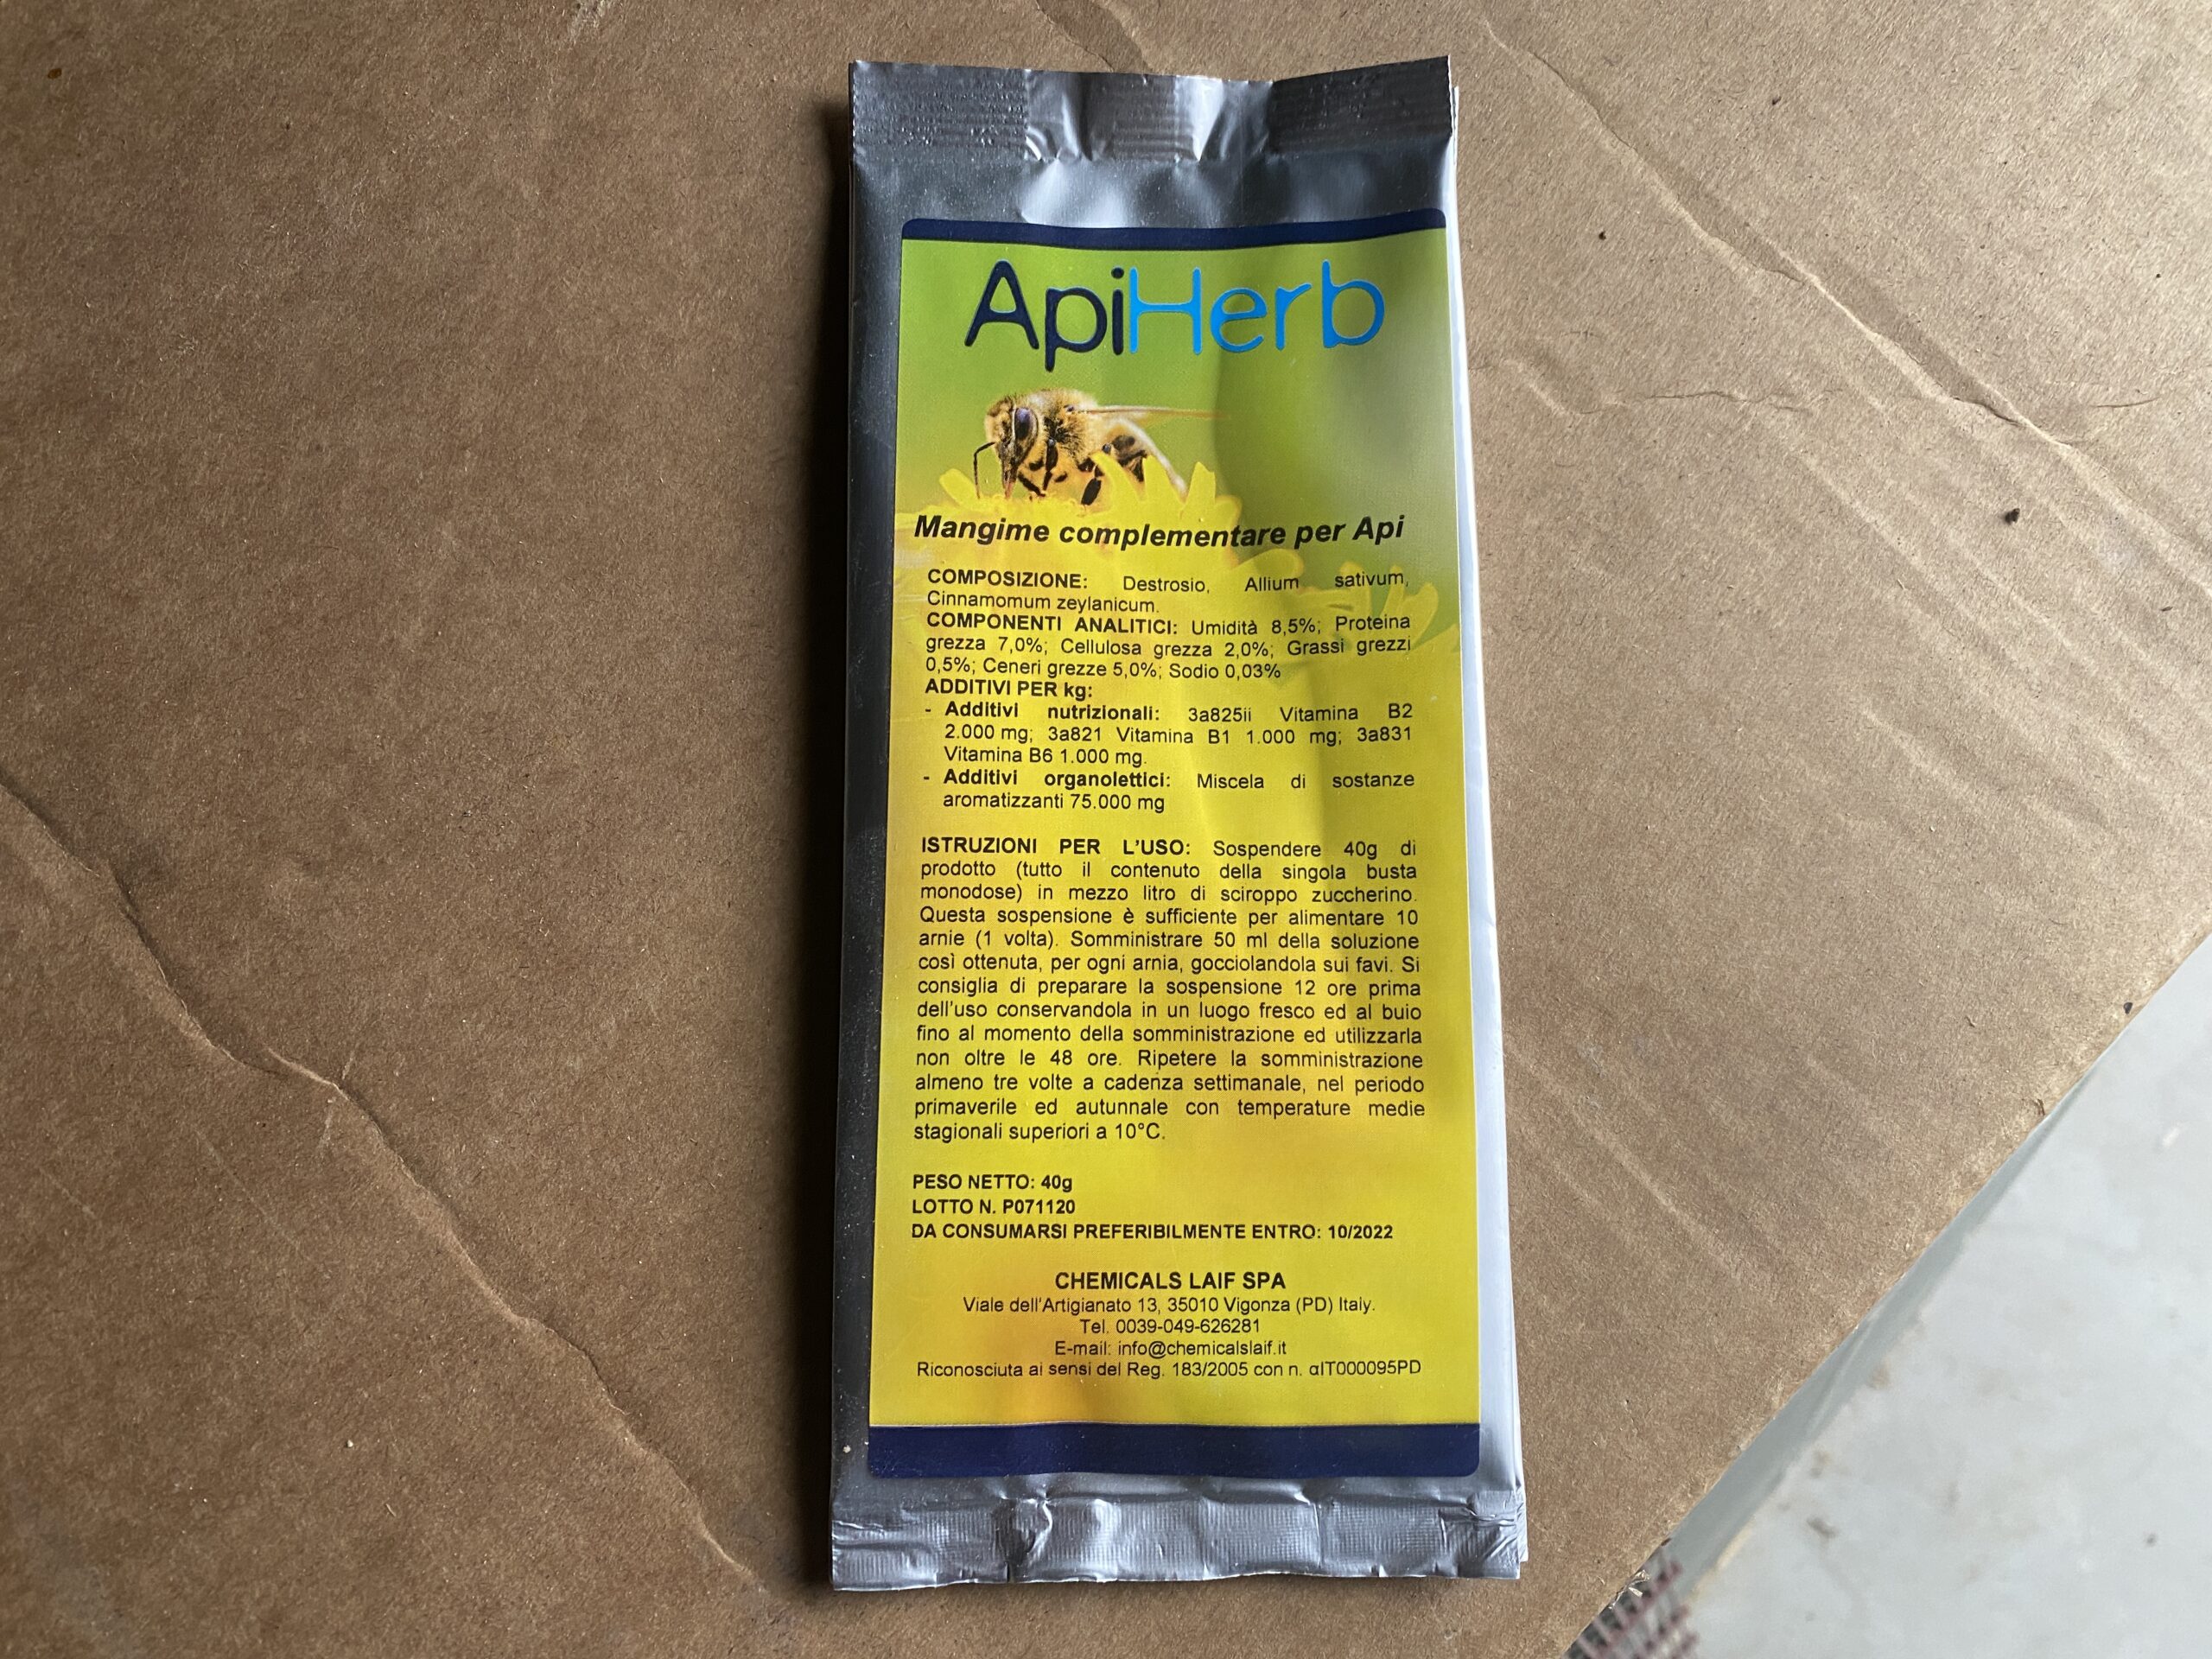 ApiHerb
Mangime complementare per Api
COMPOSIZIONE: Destrosio, Allium sativum,
Cinnamomum zeylanicum.
COMPONENTI ANALITICI: Umidità 8,5%; Proteina
grezza 7,0%; Cellulosa grezza 2,0%; Grassi grezzi
0,5%; Ceneri grezze 5,0%; Sodio 0,03%
ADDITIVI PER kg:
- Additivi nutrizionali: 3a825ii Vitamina B2
2.000 mg; 3a821 Vitamina B1 1.000 mg; 3a831
Vitamina B6 1.000 mg.
- Additivi organolettici: Miscela di sostanze
aromatizzanti 75.000 mg
ISTRUZIONI PER L'USO: Sospendere 40g di
prodotto (tutto il contenuto della singola busta
monodose) in mezzo litro di sciroppo zuccherino.
Questa sospensione è sufficiente per alimentare 10
arnie (1 volta). Somministrare 50 ml della soluzione
così ottenuta, per ogni arnia, gocciolandola sui favi. Si
consiglia di preparare la sospensione 12 ore prima
dell'uso conservandola in un luogo fresco ed al buio
fino al momento della somministrazione ed utilizzarla
non oltre le 48 ore. Ripetere la somministrazione
almeno tre volte a cadenza settimanale, nel periodo
primaverile ed autunnale con temperature medie
stagionali superiori a 10°C.
PESO NETTO: 40g
LOTTO N. P071120
DA CONSUMARSI PREFERIBILMENTE ENTRO: 10/2022
CHEMICALS LAIF SPA
Viale dell'Artigianato 13, 35010 Vigonza (PD) Italy.
Tel. 0039-049-626281
E-mail: info@chemicalslaif.it
Riconosciuta ai sensi del Reg. 183/2005 con n. αIT000095PD